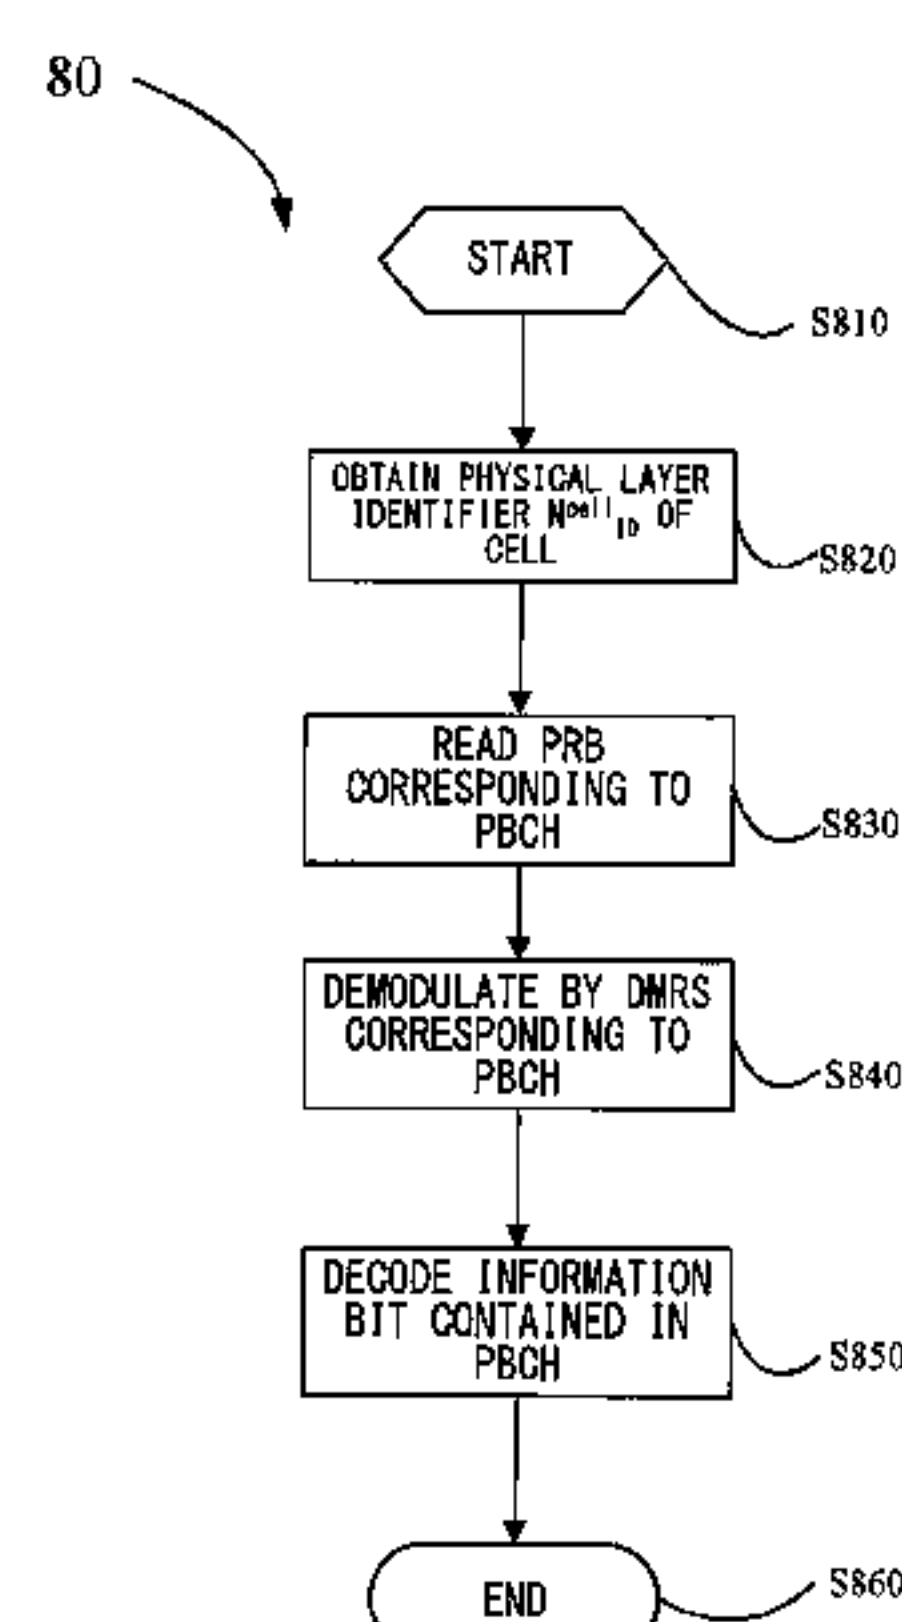 80
START
S810
OBTAIN PHYSICAL LAYER
IDENTIFIER N^cell_ID OF
CELL
S820
READ PRB
CORRESPONDING TO
PBCH
S830
DEMODULATE BY DMRS
CORRESPONDING TO
PBCH
S840
DECODE INFORMATION
BIT CONTAINED IN
PBCH
S850
END
S860